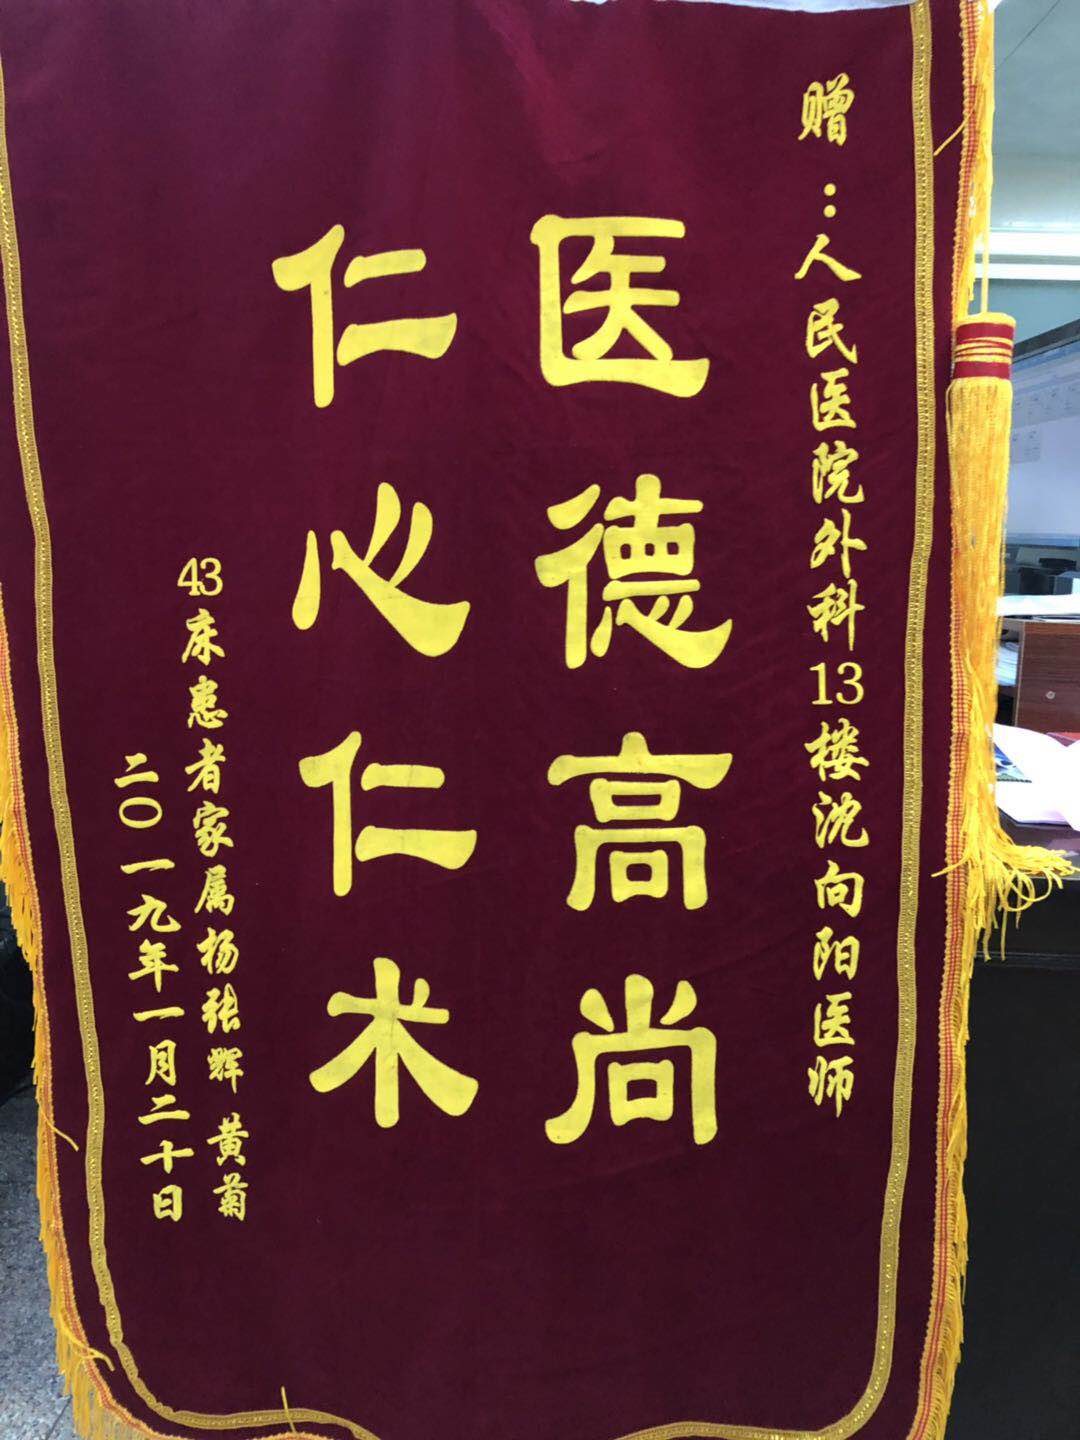 赠：人民医院外科13楼沈向阳医师
医德高尚
仁心仁术
43床患者家属杨张辉 黄菊
二〇一九年一月二十日